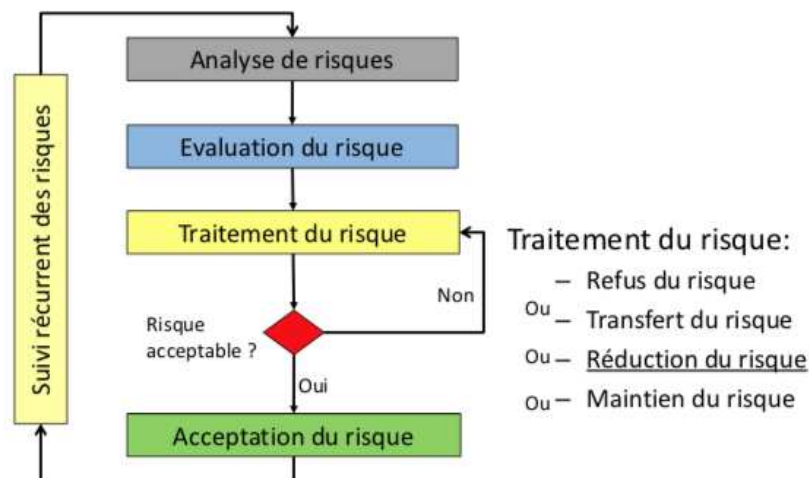 Suivi récurrent des risques
Analyse de risques
Evaluation du risque
Traitement du risque
Non
Risque
acceptable ?
Oui
Acceptation du risque
Traitement du risque:
– Refus du risque
Ou – Transfert du risque
Ou – Réduction du risque
Ou – Maintien du risque